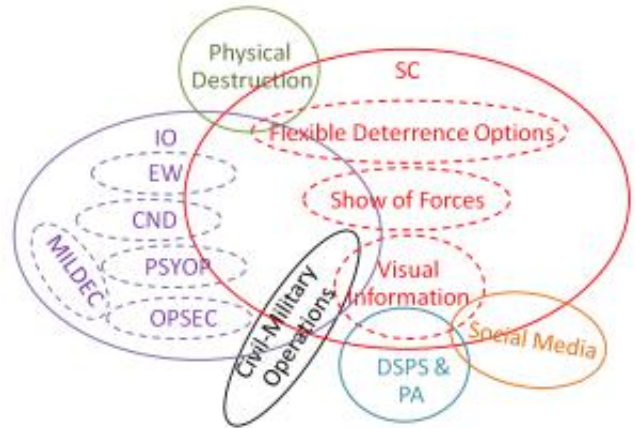 Physical
Destruction
SC
Flexible Deterrence Options
IO
EW
Show of Forces
CND
MILDEC
PSYOP
Visual
Information
OPSEC
Civil-Military
Operations
Social Media
DSPS &
PA